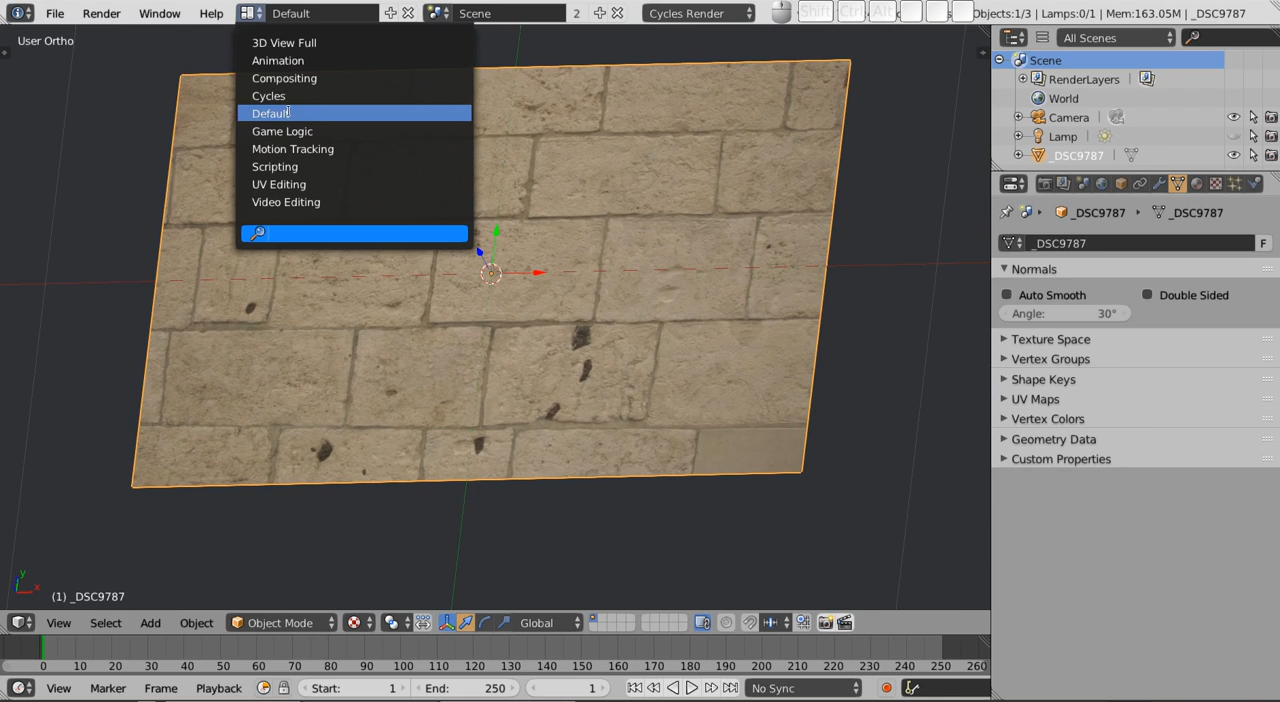 File Render Window Help Default Scene 2 Cycles Render Shift Ctrl Alt Objects:1/3 | Lamps:0/1 | Mem:163.05M | _DSC9787
User Ortho
3D View Full
Animation
Compositing
Cycles
Default
Game Logic
Motion Tracking
Scripting
UV Editing
Video Editing
(1) _DSC9787
y
x
All Scenes
Scene
RenderLayers
World
Camera
Lamp
_DSC9787
_DSC9787 _DSC9787
_DSC9787 F
Normals
Auto Smooth Double Sided
Angle: 30°
Texture Space
Vertex Groups
Shape Keys
UV Maps
Vertex Colors
Geometry Data
Custom Properties
View Select Add Object Object Mode Global
0 10 20 30 40 50 60 70 80 90 100 110 120 130 140 150 160 170 180 190 200 210 220 230 240 250 260
View Marker Frame Playback Start: 1 End: 250 1 No Sync